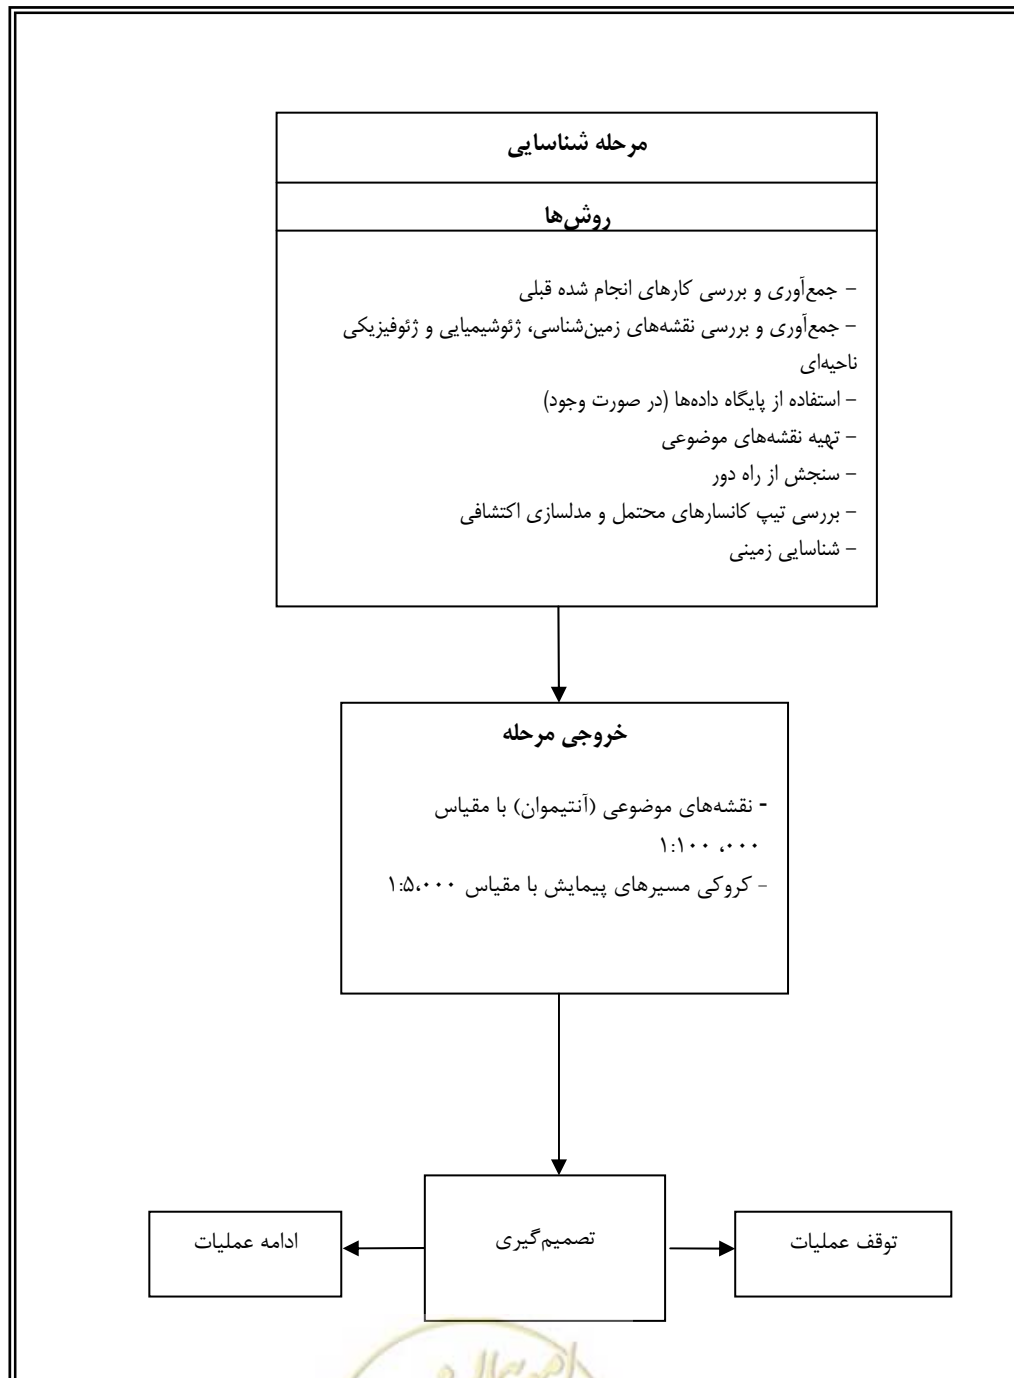 مرحله شناسایی
روش‌ها
- جمع‌آوری و بررسی کارهای انجام شده قبلی
- جمع‌آوری و بررسی نقشه‌های زمین‌شناسی، ژئوشیمیایی و ژئوفیزیکی
ناحیه‌ای
- استفاده از پایگاه داده‌ها (در صورت وجود)
- تهیه نقشه‌های موضوعی
- سنجش از راه دور
- بررسی تیپ کانسارهای محتمل و مدلسازی اکتشافی
- شناسایی زمینی
خروجی مرحله
- نقشه‌های موضوعی (آنتیموان) با مقیاس
۱:۱۰۰ ،۰۰۰
- کروکی مسیرهای پیمایش با مقیاس ۱:۵،۰۰۰
تصمیم‌گیری
توقف عملیات
ادامه عملیات